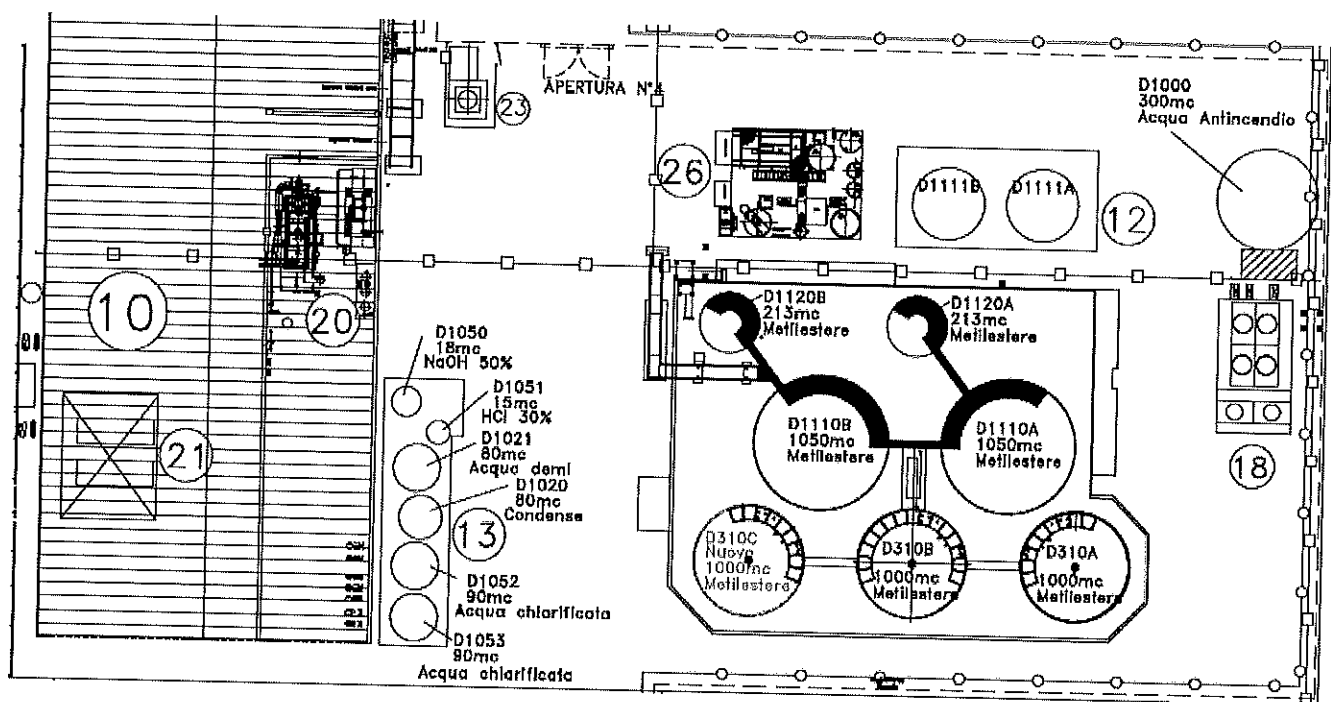 APERTURA N°4
23
D1000
300mc
Acqua Antincendio
26
D1111B
D1111A
12
10
20
D1120B
213mc
Metilestere
D1120A
213mc
Metilestere
D1050
18mc
NaOH 50%
D1051
15mc
HCl 30%
D1021
80mc
Acqua demi
D1020
80mc
Condense
21
13
D1110B
1050mc
Metilestere
D1110A
1050mc
Metilestere
18
D310C
Nuovo
1000mc
Metilestere
D310B
1000mc
Metilestere
D310A
1000mc
Metilestere
D1052
90mc
Acqua chiarificata
D1053
90mc
Acqua chiarificata